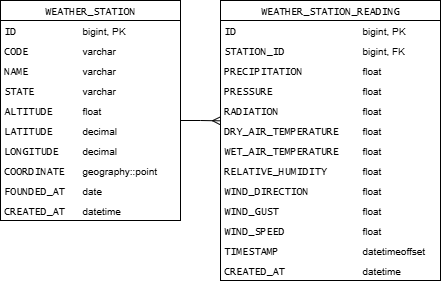 WEATHER_STATION
ID bigint, PK
CODE varchar
NAME varchar
STATE varchar
ALTITUDE float
LATITUDE decimal
LONGITUDE decimal
COORDINATE geography::point
FOUNDED_AT date
CREATED_AT datetime
WEATHER_STATION_READING
ID bigint, PK
STATION_ID bigint, FK
PRECIPITATION float
PRESSURE float
RADIATION float
DRY_AIR_TEMPERATURE float
WET_AIR_TEMPERATURE float
RELATIVE_HUMIDITY float
WIND_DIRECTION float
WIND_GUST float
WIND_SPEED float
TIMESTAMP datetimeoffset
CREATED_AT datetime